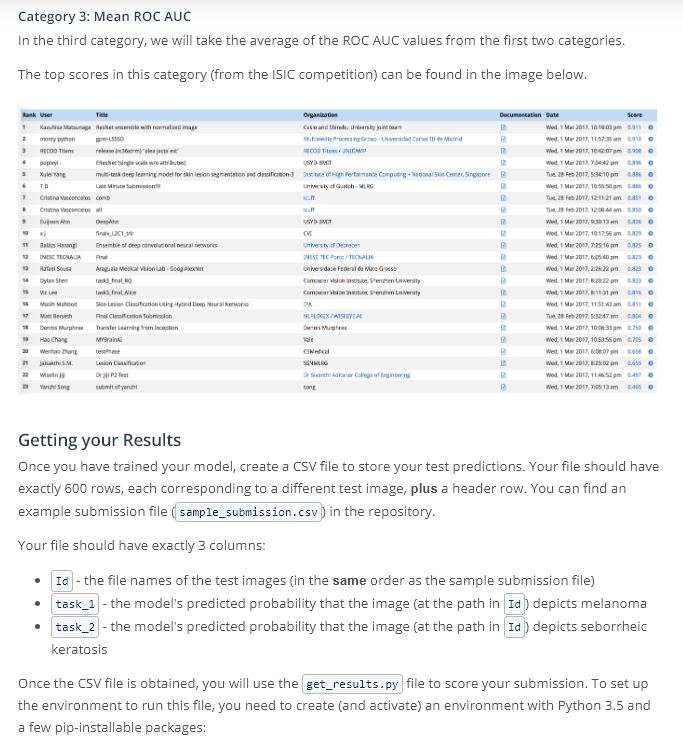 Category 3: Mean ROC AUC
In the third category, we will take the average of the ROC AUC values from the first two categories.
The top scores in this category (from the ISIC competition) can be found in the image below.
Rank User Title Organization Documentation Date Score
1 Kazuhisa Matsunaga ResNet ensemble with normalized image Casio and Shinshu University joint team Wed, 1 Mar 2017, 10:18:03 pm 0.911
2 monty python gpm-LSSSD Multimedia Processing Group - Universidad Carlos III de Madrid Wed, 1 Mar 2017, 11:57:35 am 0.910
3 RECOD Titans release (rc36xtrm) "alea jacta est" RECOD Titans / UNICAMP Wed, 1 Mar 2017, 10:42:07 pm 0.908
4 popleyi EResNet (single scale w/o attributes) USYD-BMIT Wed, 1 Mar 2017, 7:04:42 pm 0.896
5 Xulei Yang multi-task deep learning model for skin lesion segmentation and classification-3 Institute of High Performance Computing - National Skin Center, Singapore Tue, 28 Feb 2017, 5:34:10 pm 0.886
6 T D Last Minute Submission!!! University of Guelph - MLRG Wed, 1 Mar 2017, 10:55:50 pm 0.886
7 Cristina Vasconcelos comb icuff Tue, 28 Feb 2017, 12:11:21 am 0.851
8 Cristina Vasconcelos all icuff Tue, 28 Feb 2017, 12:06:44 am 0.850
9 Euijoon Ahn DeepAhn USYD-BMIT Wed, 1 Mar 2017, 9:30:13 am 0.836
10 x j CVI Wed, 1 Mar 2017, 10:17:56 am 0.829
11 Balázs Harangi Ensemble of deep convolutional neural networks University of Debrecen Wed, 1 Mar 2017, 7:25:16 pm 0.825
12 INESC TECNALIA Final INESC TEC Porto / TECNALIA Wed, 1 Mar 2017, 6:05:40 pm 0.823
13 Rafael Sousa Araguaia Medical Vision Lab - GooglAlexNet Universidade Federal de Mato Grosso Wed, 1 Mar 2017, 2:26:22 pm 0.823
14 Dylan Shen task3_final_RQ Computer Vision Institute, Shenzhen University Wed, 1 Mar 2017, 8:20:22 pm 0.823
15 Vic Lee task3_final_Alice Computer Vision Institute, Shenzhen University Wed, 1 Mar 2017, 8:11:31 pm 0.816
16 Masih Mahbod Skin Lesion Classification Using Hybrid Deep Neural Networks IPA Wed, 1 Mar 2017, 11:51:43 am 0.811
17 Matt Berseth Final Classification Submission NLPLOGIX / WISEEYE.AI Tue, 28 Feb 2017, 5:32:47 am 0.804
18 Dennis Murphree Transfer Learning from Inception Dennis Murphree Wed, 1 Mar 2017, 10:06:33 pm 0.750
19 Hao Chang MYBrainAI Yale Wed, 1 Mar 2017, 10:53:55 pm 0.705
20 Wenhao Zhang testPhase CSMedical Wed, 1 Mar 2017, 6:08:07 pm 0.658
21 Jaisakthi S.M. Lesion Classification SSNMLRG Wed, 1 Mar 2017, 8:25:02 pm 0.655
22 Wiselin Jiji Dr Jiji P2 Test Dr Sivanthi Aditanar College of Engineering Wed, 1 Mar 2017, 11:46:52 pm 0.497
23 Yanzhi Song submit of yanzhi song Wed, 1 Mar 2017, 7:05:13 am 0.465
Getting your Results
Once you have trained your model, create a CSV file to store your test predictions. Your file should have
exactly 600 rows, each corresponding to a different test image, plus a header row. You can find an
example submission file (sample_submission.csv) in the repository.
Your file should have exactly 3 columns:
• Id - the file names of the test images (in the same order as the sample submission file)
• task_1 - the model's predicted probability that the image (at the path in Id) depicts melanoma
• task_2 - the model's predicted probability that the image (at the path in Id) depicts seborrheic
keratosis
Once the CSV file is obtained, you will use the get_results.py file to score your submission. To set up
the environment to run this file, you need to create (and activate) an environment with Python 3.5 and
a few pip-installable packages: